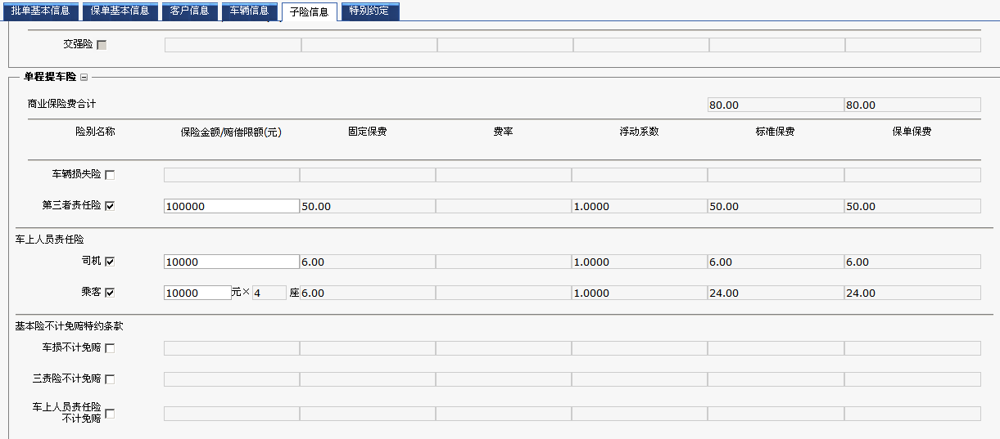 批单基本信息 保单基本信息 客户信息 车辆信息 子险信息 特别约定
交强险
单程提车险
商业保险费合计 80.00 80.00
险别名称 保险金额/赔偿限额(元) 固定保费 费率 浮动系数 标准保费 保单保费
车辆损失险
第三者责任险 100000 50.00 1.0000 50.00 50.00
车上人员责任险
司机 10000 6.00 1.0000 6.00 6.00
乘客 10000 元× 4 座 6.00 1.0000 24.00 24.00
基本险不计免赔特约条款
车损不计免赔
三责险不计免赔
车上人员责任险
不计免赔